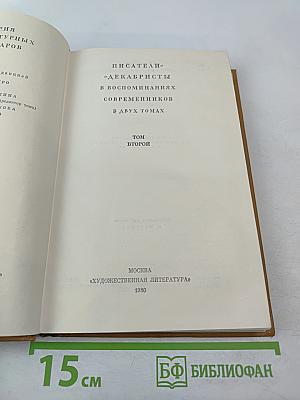 ПИСАТЕЛИ-
-ДЕКАБРИСТЫ
В ВОСПОМИНАНИЯХ
СОВРЕМЕННИКОВ
В ДВУХ ТОМАХ
ТОМ
ВТОРОЙ
МОСКВА
«ХУДОЖЕСТВЕННАЯ ЛИТЕРАТУРА»
1980
15 см
БФ БИБЛИОФАН